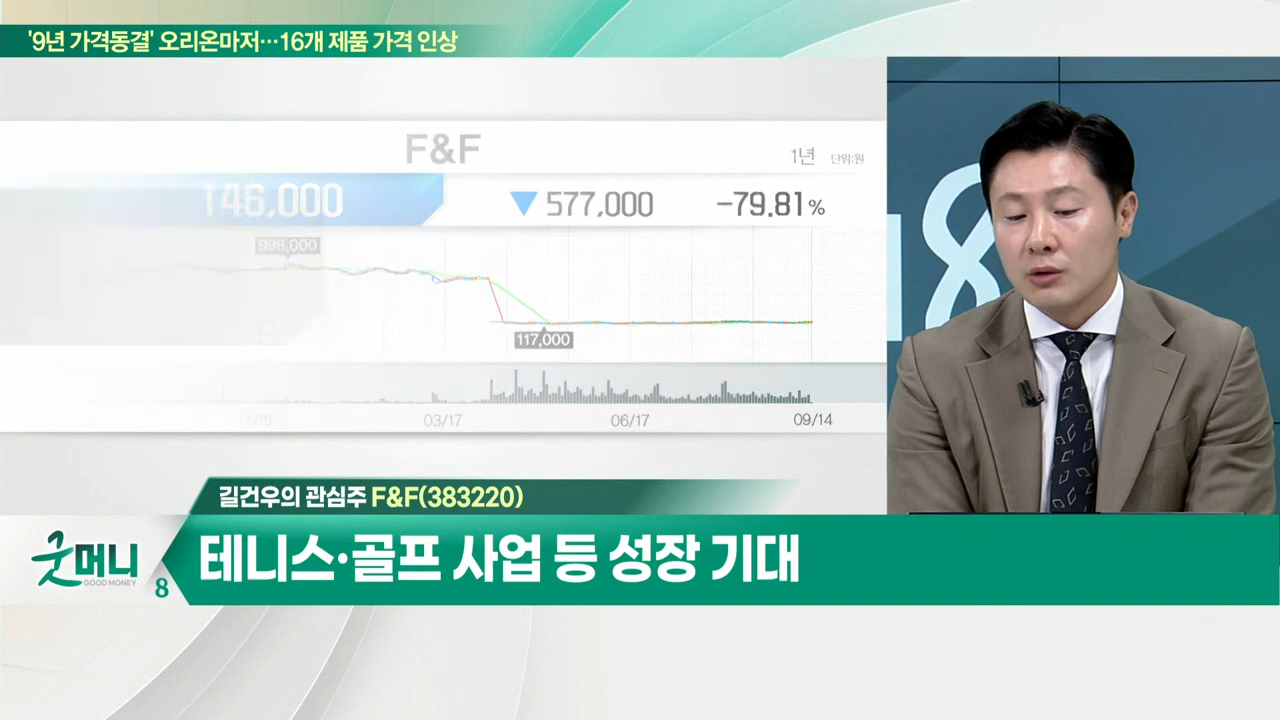 '9년 가격동결' 오리온마저…16개 제품 가격 인상
F&F
1년 단위:원
146,000 ▼ 577,000 -79.81%
998,000
117,000
03/17 06/17 09/14
길건우의 관심주 F&F(383220)
테니스·골프 사업 등 성장 기대
굿머니
GOOD MONEY
8
8